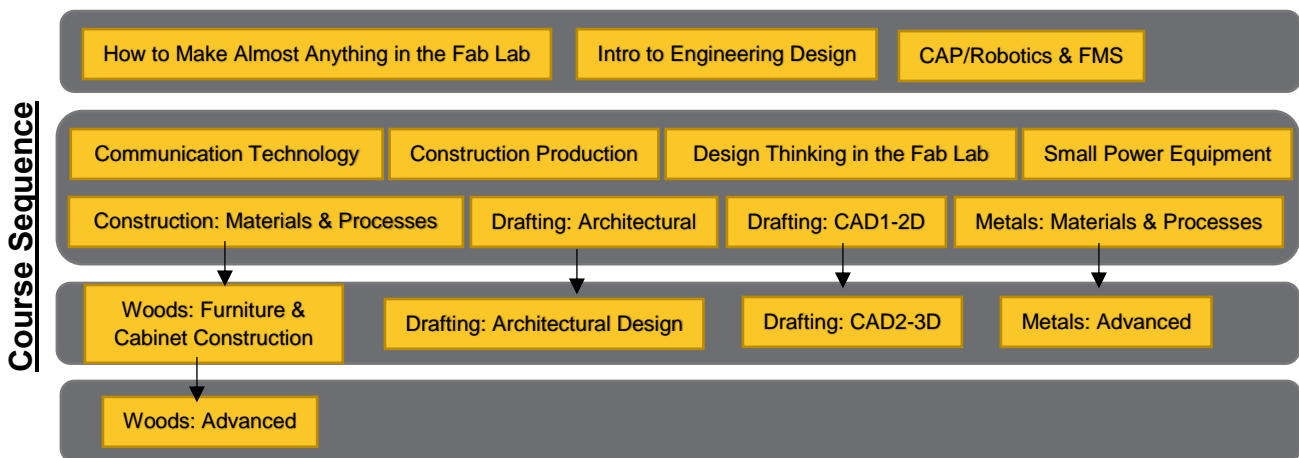 Course Sequence
How to Make Almost Anything in the Fab Lab
Intro to Engineering Design
CAP/Robotics & FMS
Communication Technology
Construction Production
Design Thinking in the Fab Lab
Small Power Equipment
Construction: Materials & Processes
Drafting: Architectural
Drafting: CAD1-2D
Metals: Materials & Processes
Woods: Furniture &
Cabinet Construction
Drafting: Architectural Design
Drafting: CAD2-3D
Metals: Advanced
Woods: Advanced